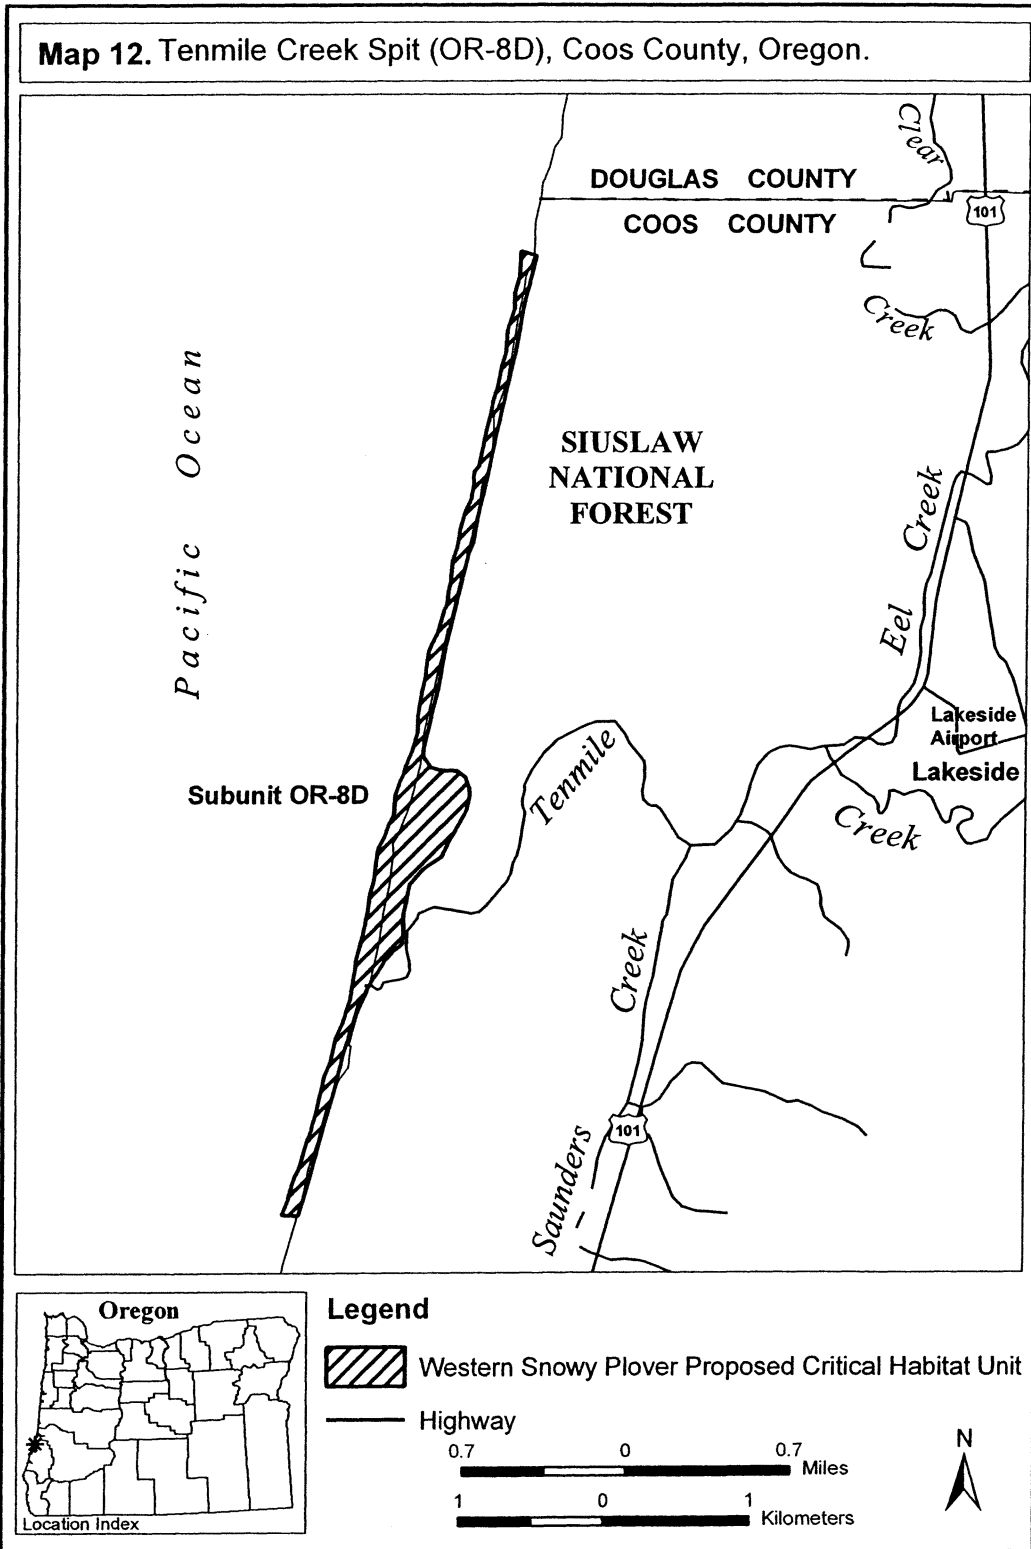 Map 12. Tenmile Creek Spit (OR-8D), Coos County, Oregon.
Clear
DOUGLAS COUNTY
COOS COUNTY
101
Creek
Pacific Ocean
SIUSLAW
NATIONAL
FOREST
Eel Creek
Lakeside
Airport
Lakeside
Tenmile
Subunit OR-8D
Creek
Creek
101
Saunders
Oregon
Location Index
Legend
Western Snowy Plover Proposed Critical Habitat Unit
Highway
0.7 0 0.7
Miles
1 0 1
Kilometers
N